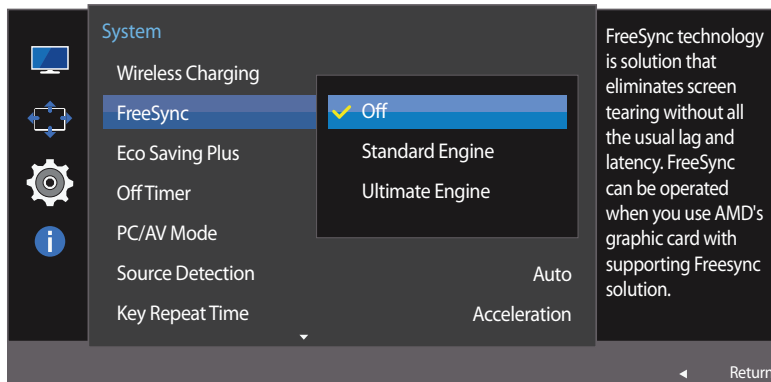 System
Wireless Charging
FreeSync
Off
Eco Saving Plus
Standard Engine
Off Timer
Ultimate Engine
PC/AV Mode
Source Detection
Auto
Key Repeat Time
Acceleration
FreeSync technology
is solution that
eliminates screen
tearing without all
the usual lag and
latency. FreeSync
can be operated
when you use AMD's
graphic card with
supporting Freesync
solution.
Return